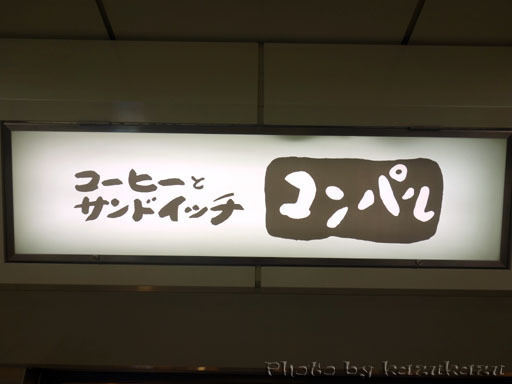 コーヒーと
サンドイッチ
コンパル
Photo by kazukazu